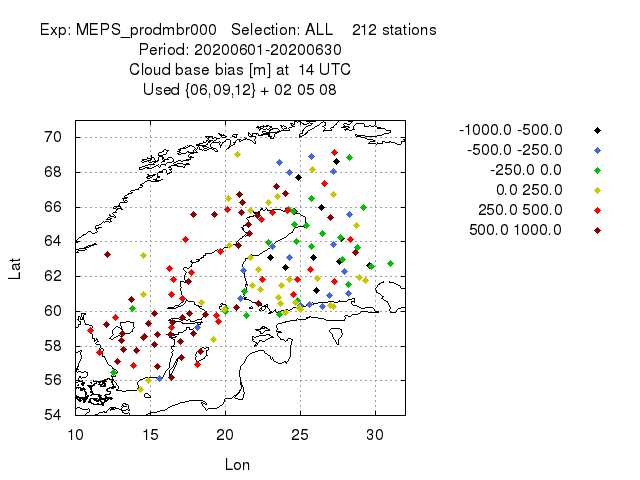 Exp: MEPS_prodmbr000 Selection: ALL 212 stations
Period: 20200601-20200630
Cloud base bias [m] at 14 UTC
Used {06,09,12} + 02 05 08
-1000.0 -500.0
-500.0 -250.0
-250.0 0.0
0.0 250.0
250.0 500.0
500.0 1000.0
70
68
66
64
62
60
58
56
54
Lat
10 15 20 25 30
Lon